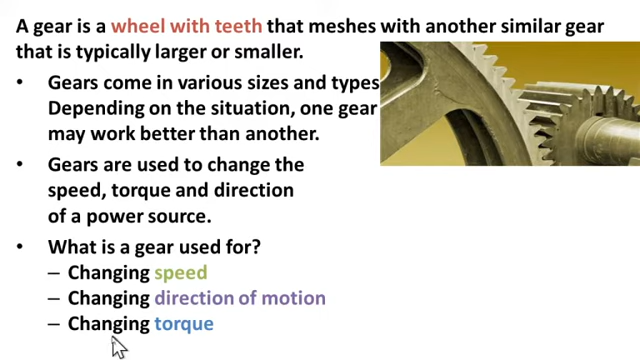 A gear is a wheel with teeth that meshes with another similar gear
that is typically larger or smaller.
• Gears come in various sizes and types
Depending on the situation, one gear
may work better than another.
• Gears are used to change the
speed, torque and direction
of a power source.
• What is a gear used for?
– Changing speed
– Changing direction of motion
– Changing torque